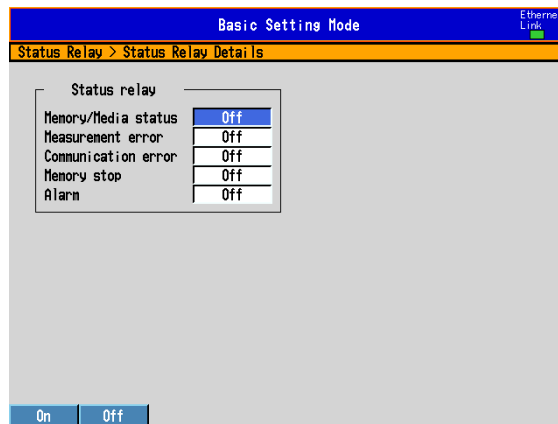 Basic Setting Mode
Etherne
Link
Status Relay > Status Relay Details
Status relay
Memory/Media status Off
Measurement error Off
Communication error Off
Memory stop Off
Alarm Off
On Off